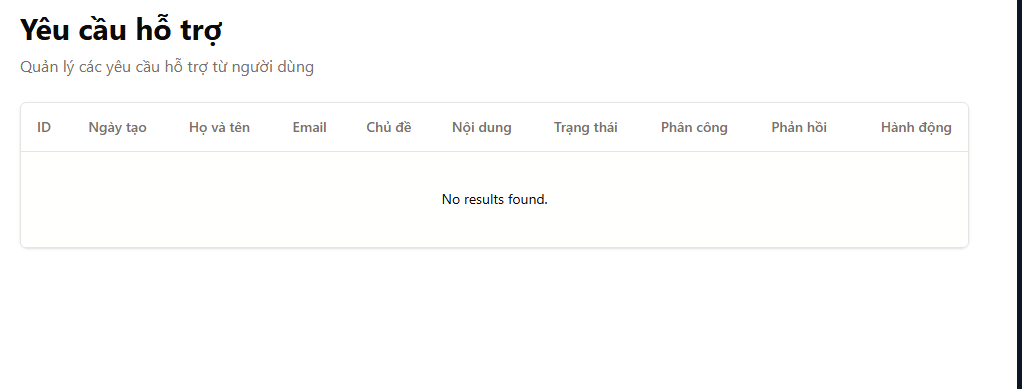 Yêu cầu hỗ trợ
Quản lý các yêu cầu hỗ trợ từ người dùng
ID Ngày tạo Họ và tên Email Chủ đề Nội dung Trạng thái Phân công Phản hồi Hành động
No results found.